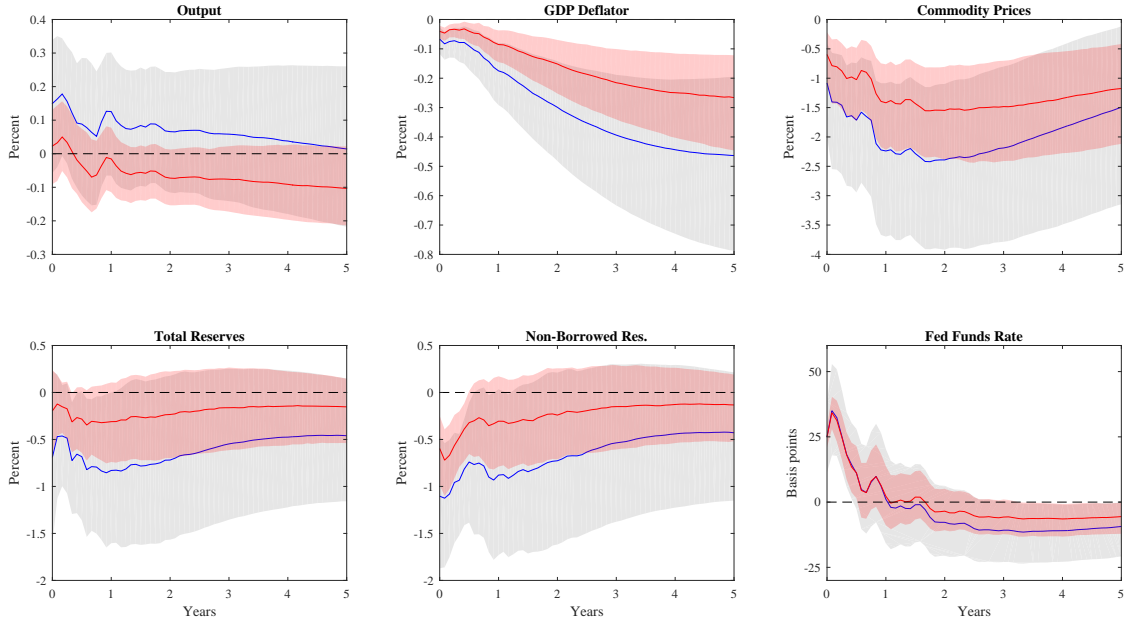 Output
GDP Deflator
Commodity Prices
0.4
0.3
0.2
0.1
0
-0.1
-0.2
0.3
Percent
0 1 2 3 4 5
0
-0.1
-0.2
-0.3
-0.4
-0.5
-0.6
-0.7
-0.8
Percent
0 1 2 3 4 5
0
-0.5
-1
-1.5
-2
-2.5
-3
-3.5
-4
Percent
0 1 2 3 4 5
Total Reserves
Non-Borrowed Res.
Fed Funds Rate
0.5
0
-0.5
-1
-1.5
-2
Percent
0 1 2 3 4 5
Years
0.5
0
-0.5
-1
-1.5
-2
Percent
0 1 2 3 4 5
Years
50
25
0
-25
Basis points
0 1 2 3 4 5
Years